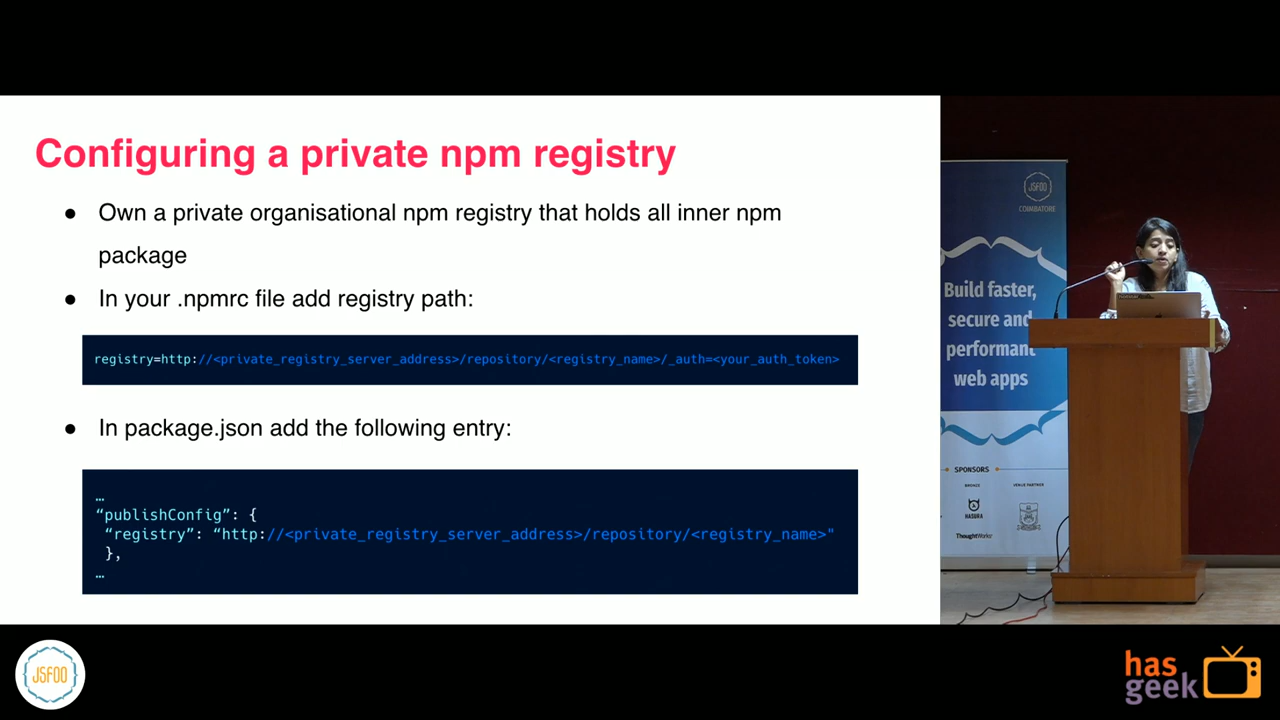 Configuring a private npm registry
● Own a private organisational npm registry that holds all inner npm
package
● In your .npmrc file add registry path:
registry=http://<private_registry_server_address>/repository/<registry_name>/_auth=<your_auth_token>
● In package.json add the following entry:
…
“publishConfig”: {
“registry”: “http://<private_registry_server_address>/repository/<registry_name>"
},
…
JSFOO
COIMBATORE
Build faster,
secure and
performant
web apps
SPONSORS
BRONZE
VENUE PARTNER
HASURA
ThoughtWorks
JSFOO
has
geek